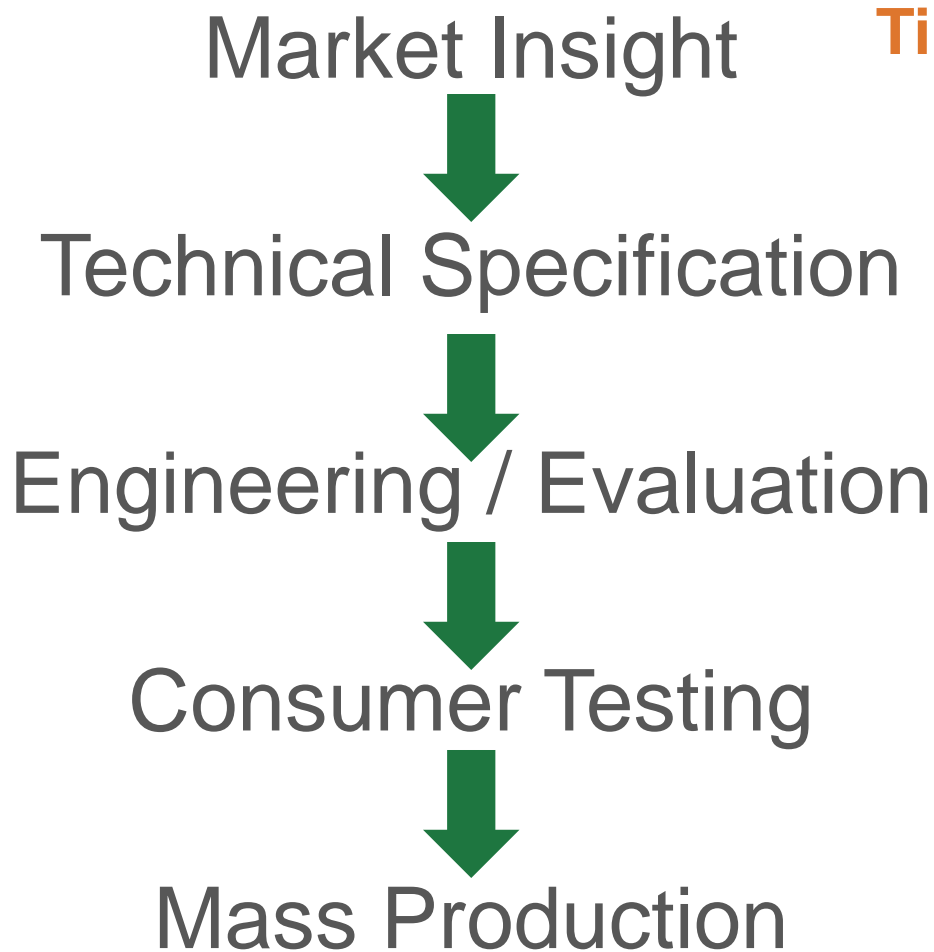 Market Insight
Ti
Technical Specification
Engineering / Evaluation
Consumer Testing
Mass Production